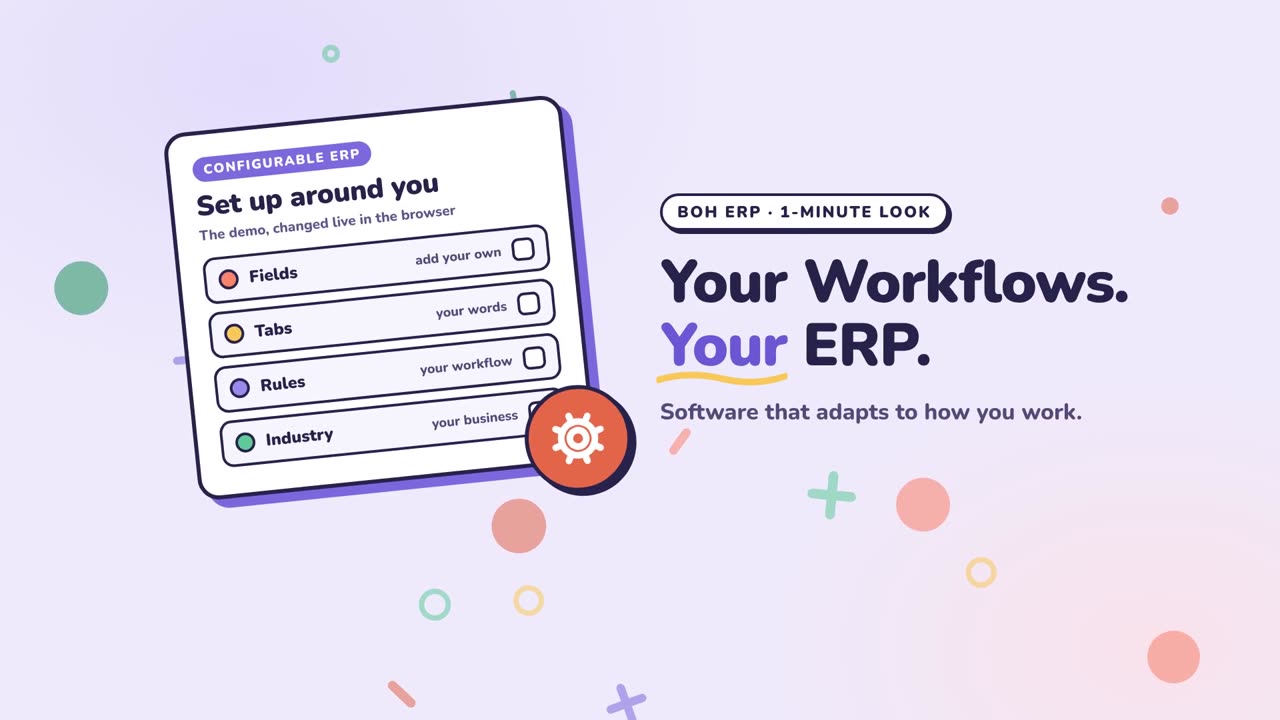 CONFIGURABLE ERP
Set up around you
The demo, changed live in the browser
Fields add your own
Tabs your words
Rules your workflow
Industry your business
BOH ERP · 1-MINUTE LOOK
Your Workflows.
Your ERP.
Software that adapts to how you work.